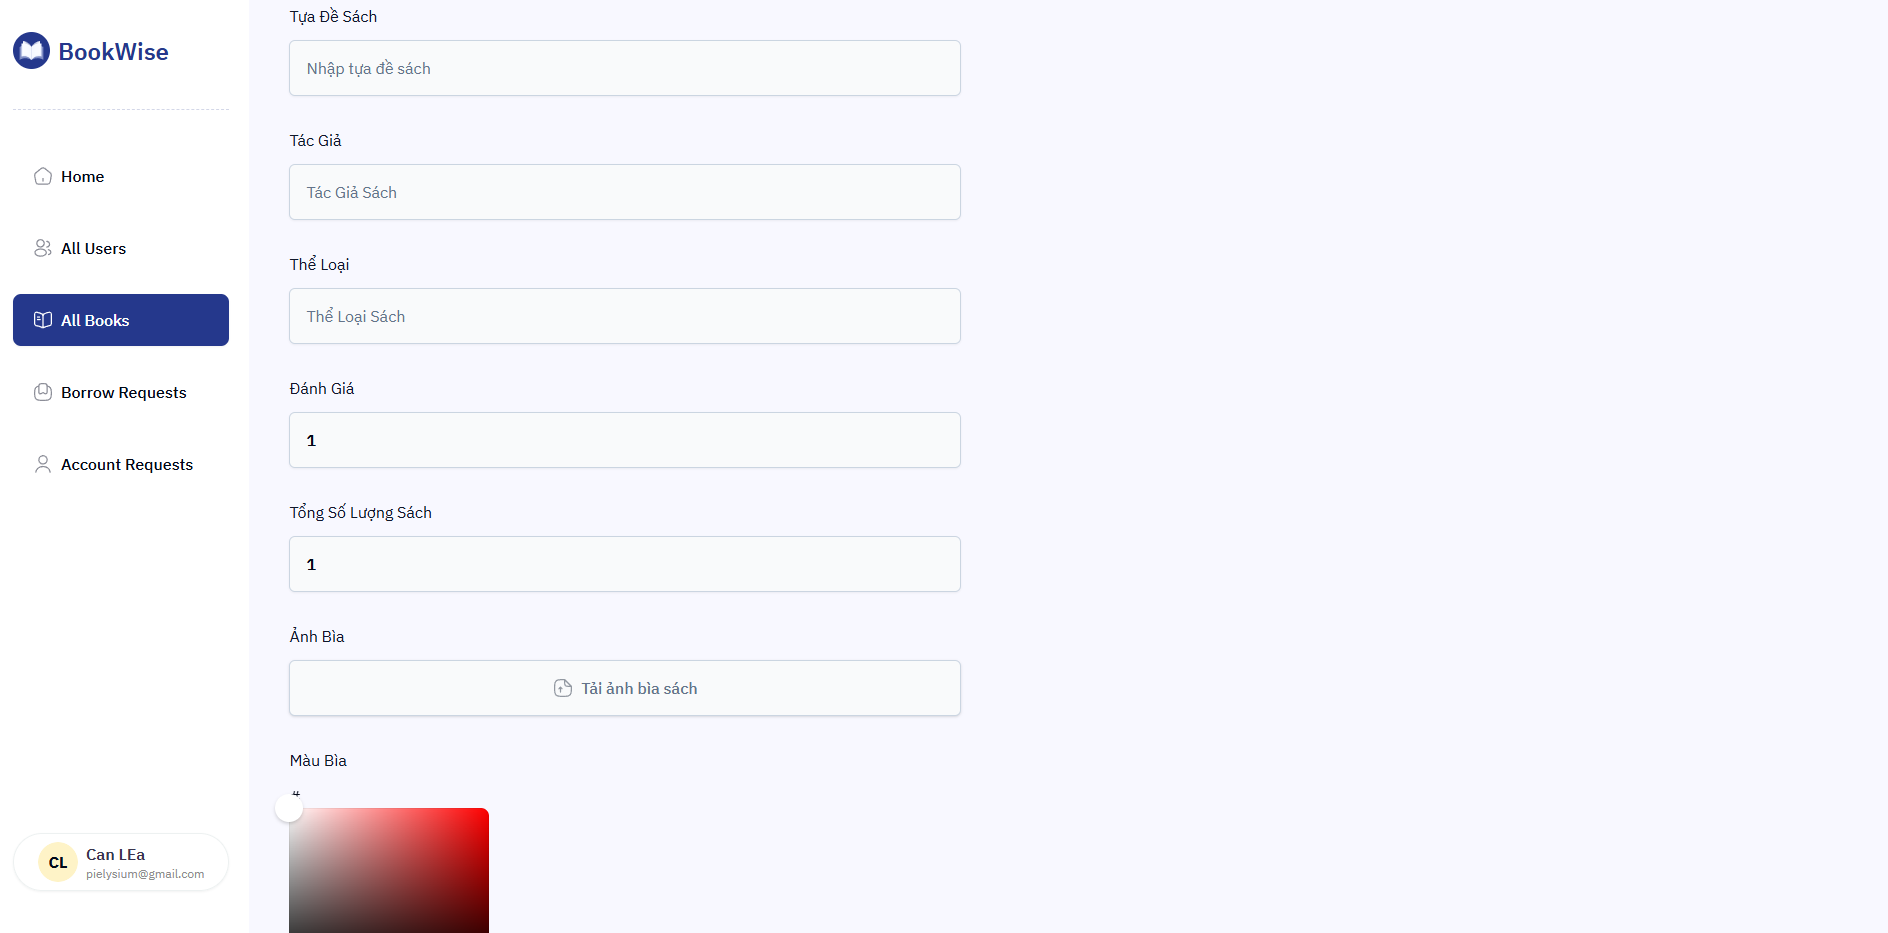 BookWise
Home
All Users
All Books
Borrow Requests
Account Requests
CL
Can LEa
pielysium@gmail.com
Tựa Đề Sách
Nhập tựa đề sách
Tác Giả
Tác Giả Sách
Thể Loại
Thể Loại Sách
Đánh Giá
1
Tổng Số Lượng Sách
1
Ảnh Bìa
Tải ảnh bìa sách
Màu Bìa
#